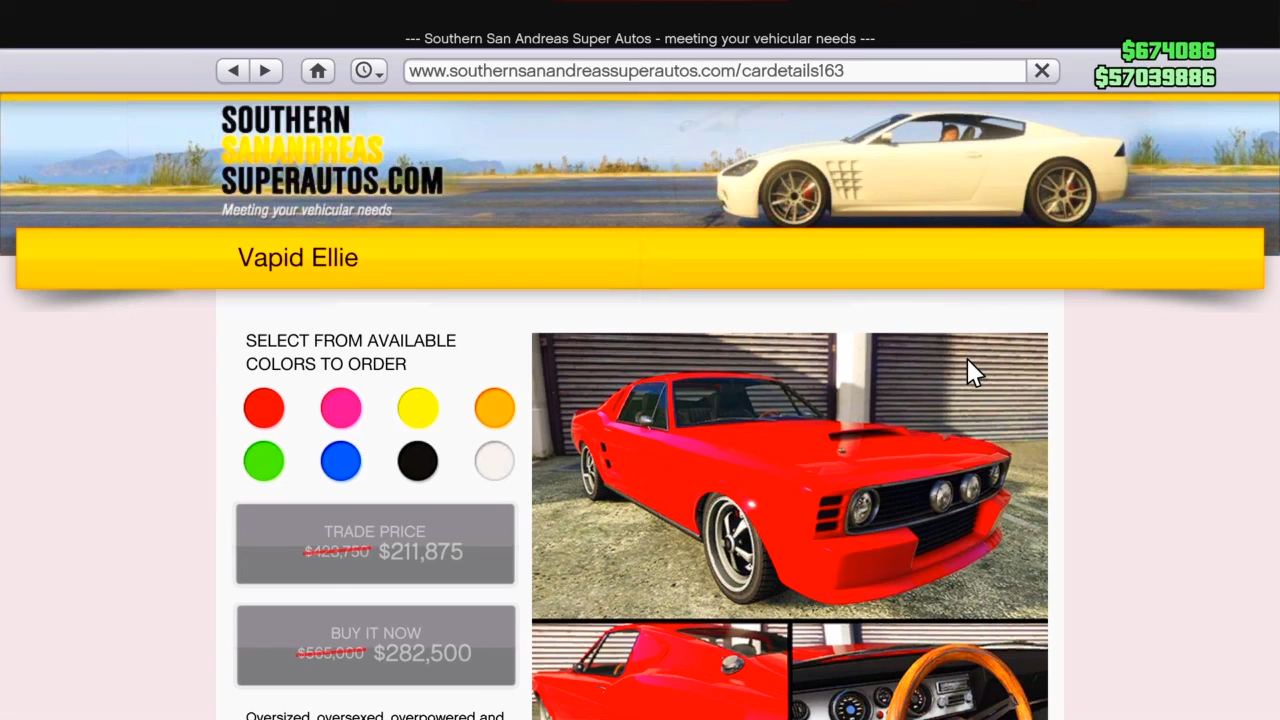 --- Southern San Andreas Super Autos - meeting your vehicular needs ---
$674086
www.southernsanandreassuperautos.com/cardetails163
$57039886
SOUTHERN
SANANDREAS
SUPERAUTOS.COM
Meeting your vehicular needs
Vapid Ellie
SELECT FROM AVAILABLE
COLORS TO ORDER
TRADE PRICE
$423,750 $211,875
BUY IT NOW
$565,000 $282,500
Oversized, oversexed, overpowered and